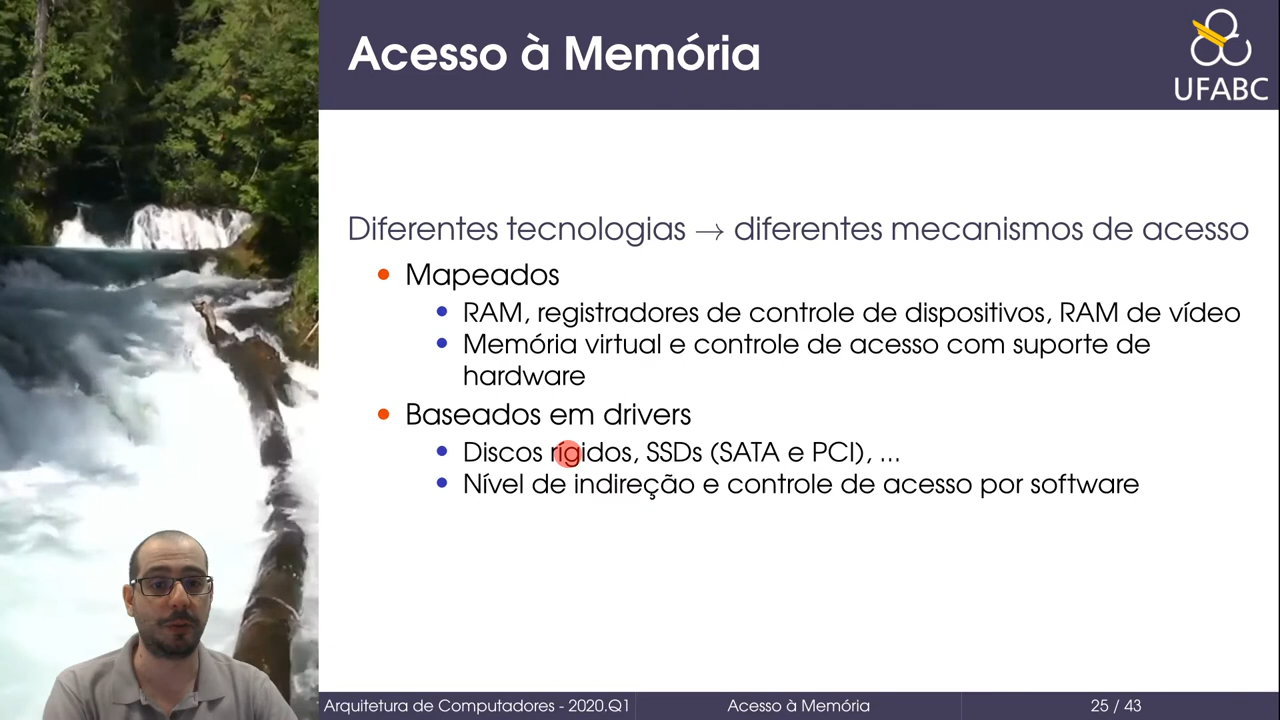 Acesso à Memória
UFABC
Diferentes tecnologias → diferentes mecanismos de acesso
• Mapeados
• RAM, registradores de controle de dispositivos, RAM de vídeo
• Memória virtual e controle de acesso com suporte de
hardware
• Baseados em drivers
• Discos rígidos, SSDs (SATA e PCI), ...
• Nível de indireção e controle de acesso por software
Arquitetura de Computadores - 2020.Q1
Acesso à Memória
25 / 43